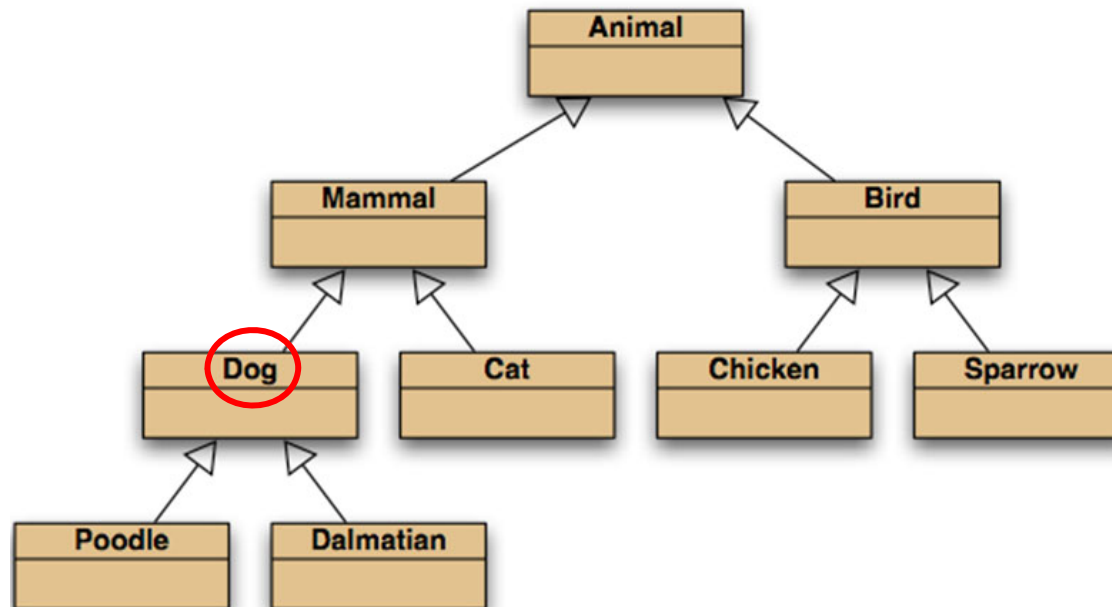 Animal
Mammal
Bird
Dog
Cat
Chicken
Sparrow
Poodle
Dalmatian